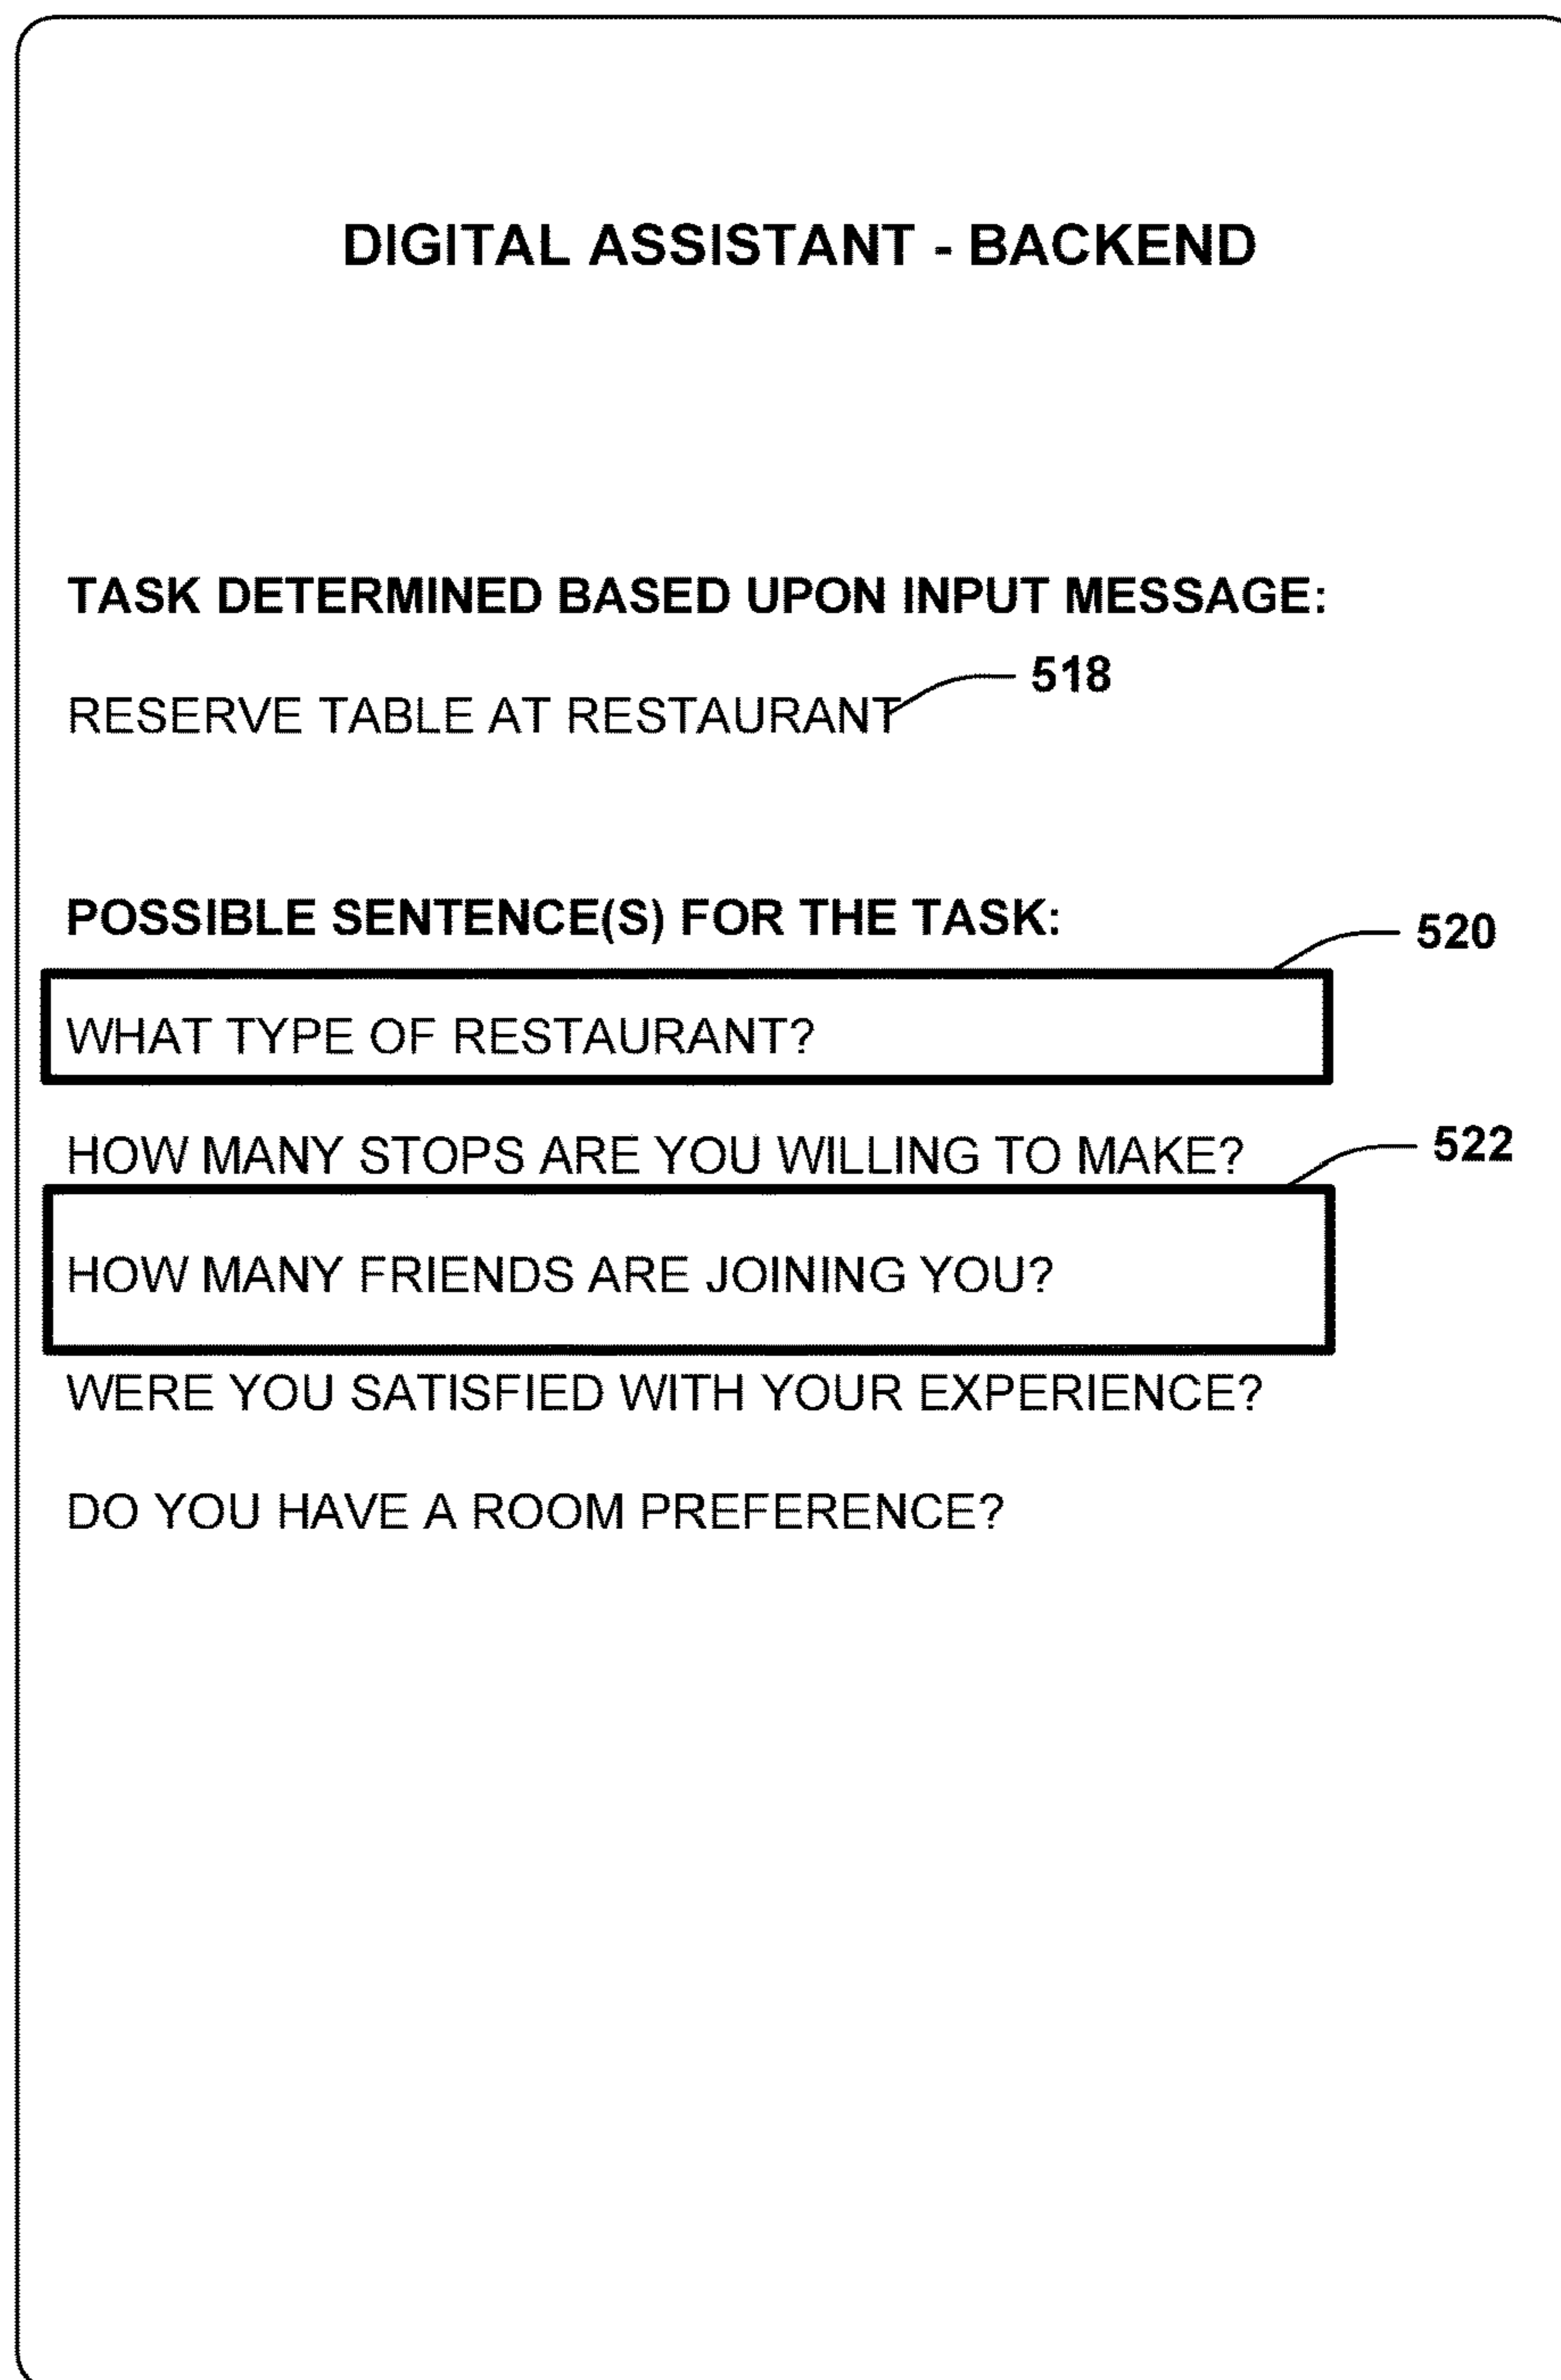 DIGITAL ASSISTANT - BACKEND
TASK DETERMINED BASED UPON INPUT MESSAGE:
518
RESERVE TABLE AT RESTAURANT
POSSIBLE SENTENCE(S) FOR THE TASK:
520
WHAT TYPE OF RESTAURANT?
HOW MANY STOPS ARE YOU WILLING TO MAKE?
522
HOW MANY FRIENDS ARE JOINING YOU?
WERE YOU SATISFIED WITH YOUR EXPERIENCE?
DO YOU HAVE A ROOM PREFERENCE?